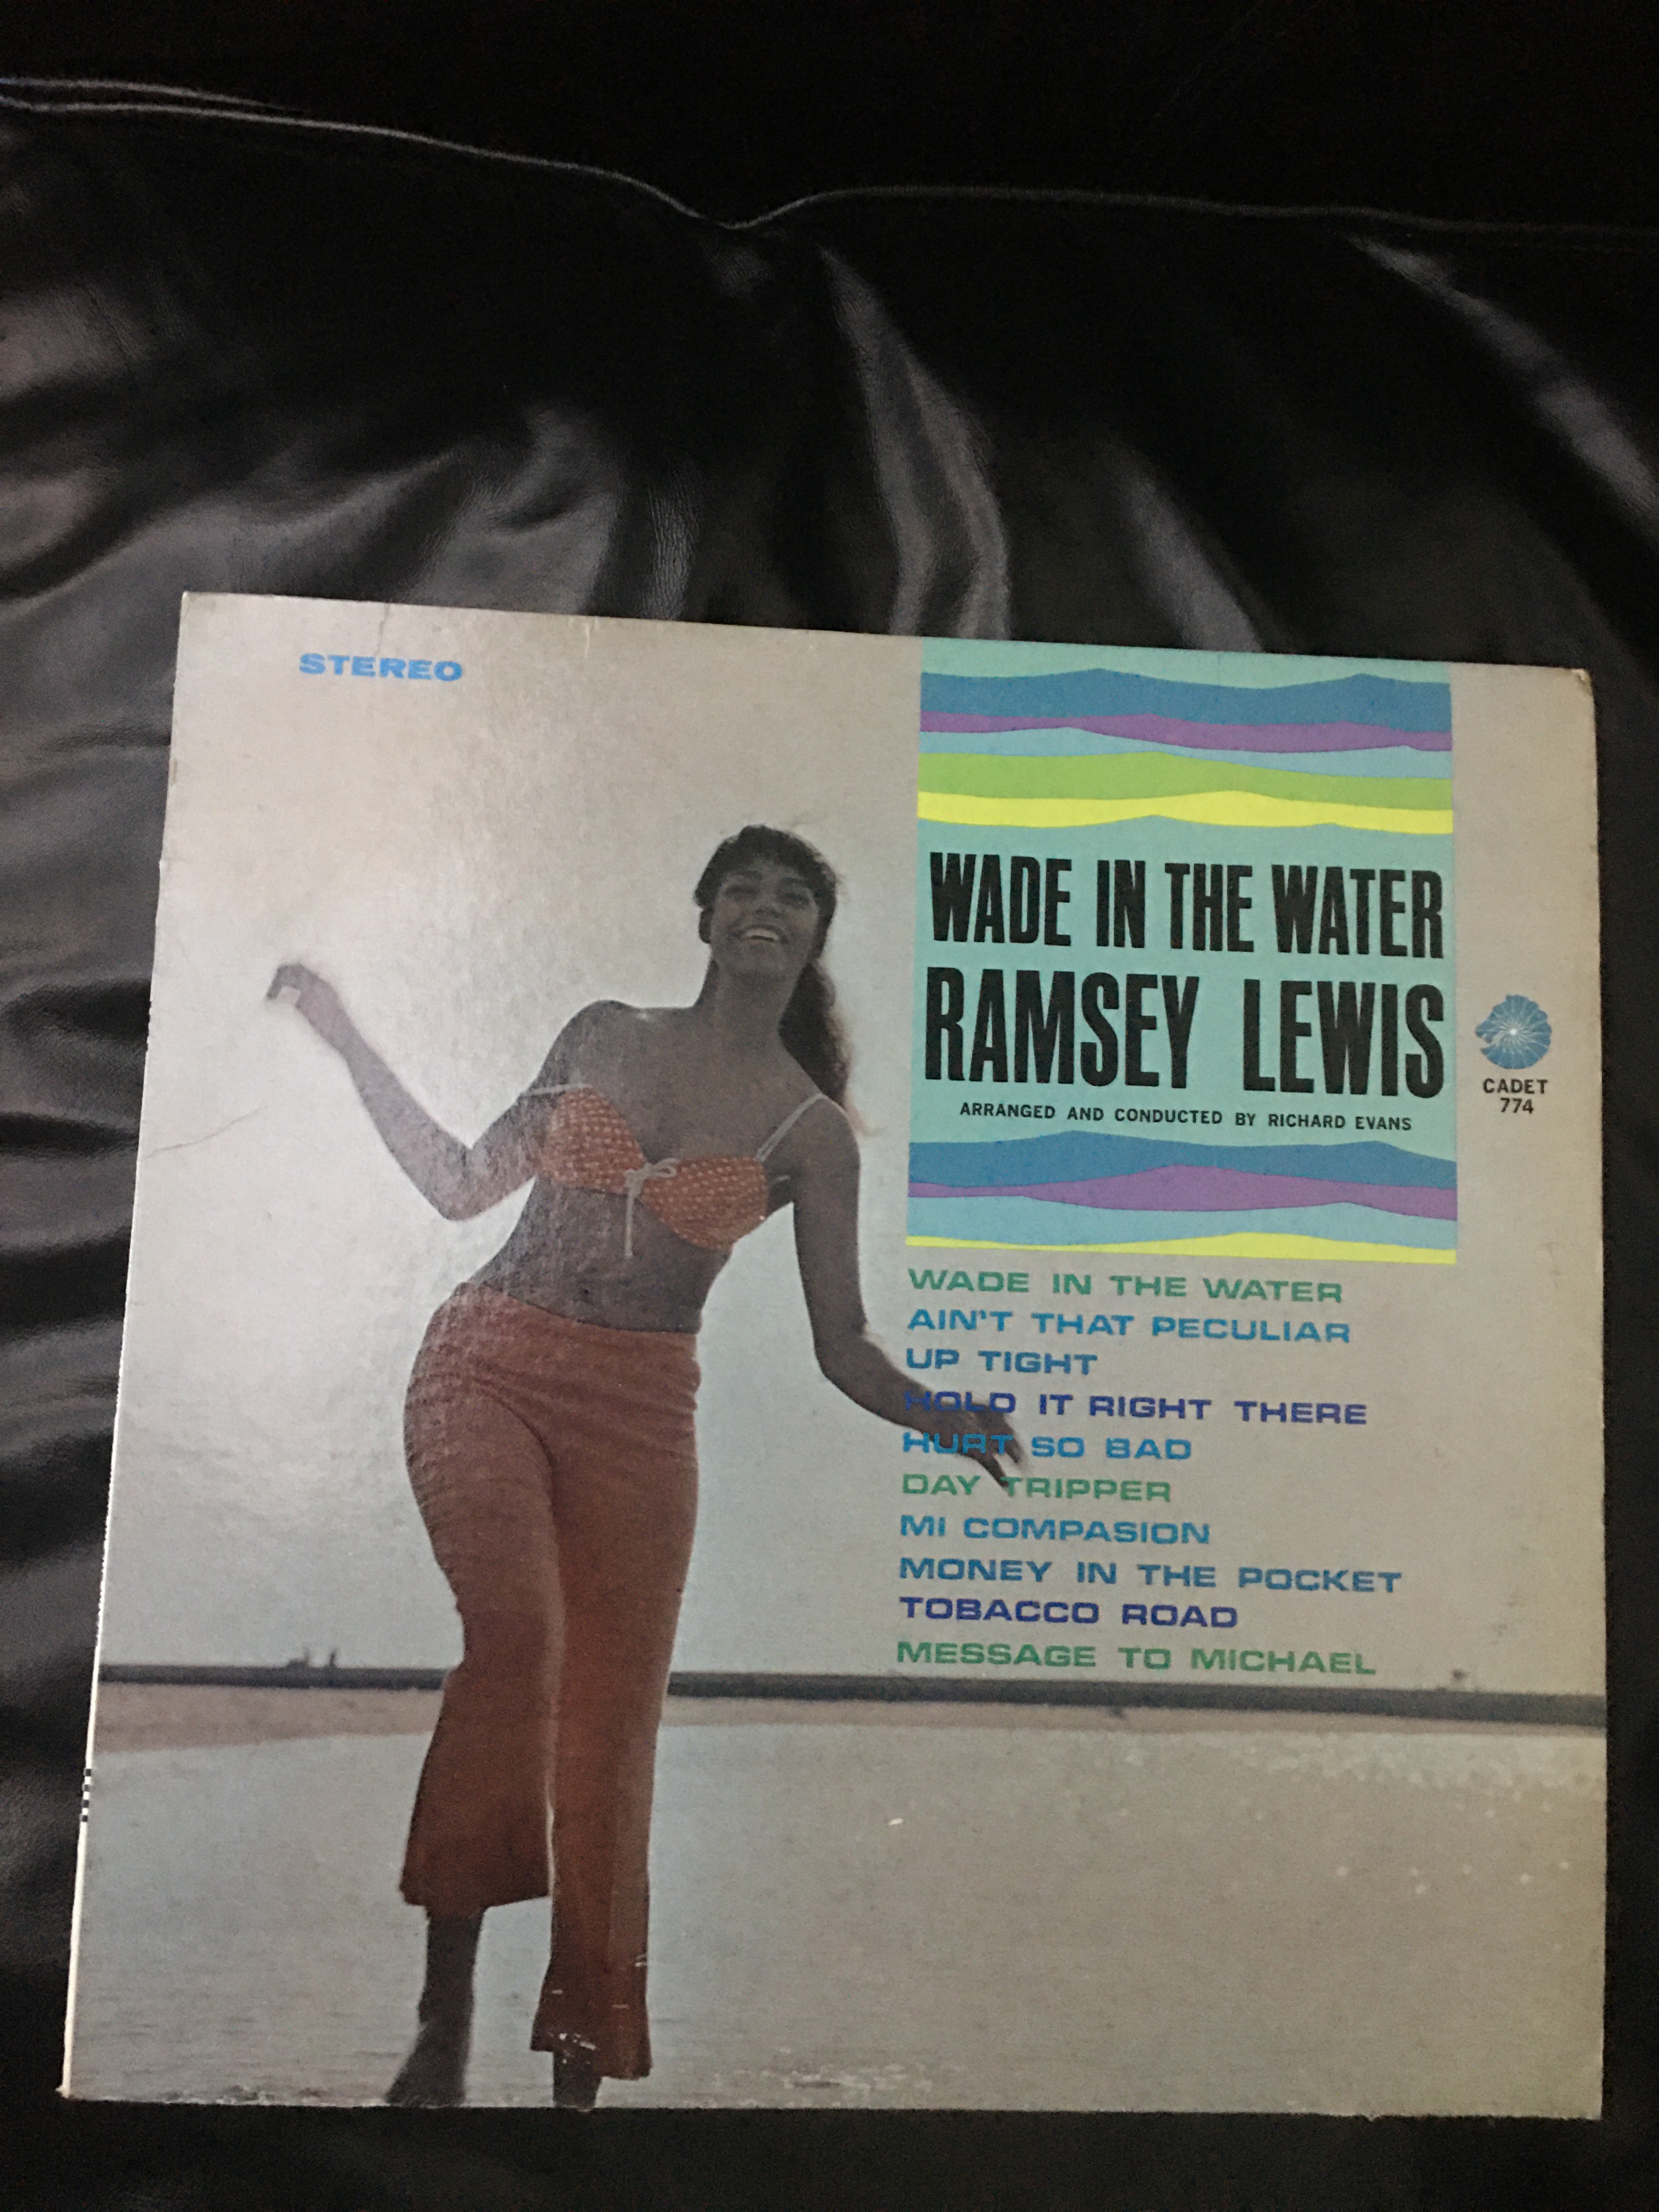 STEREO
WADE IN THE WATER
RAMSEY LEWIS
ARRANGED AND CONDUCTED BY RICHARD EVANS
CADET
774
WADE IN THE WATER
AIN'T THAT PECULIAR
UP TIGHT
HOLD IT RIGHT THERE
HURT SO BAD
DAY TRIPPER
MI COMPASION
MONEY IN THE POCKET
TOBACCO ROAD
MESSAGE TO MICHAEL